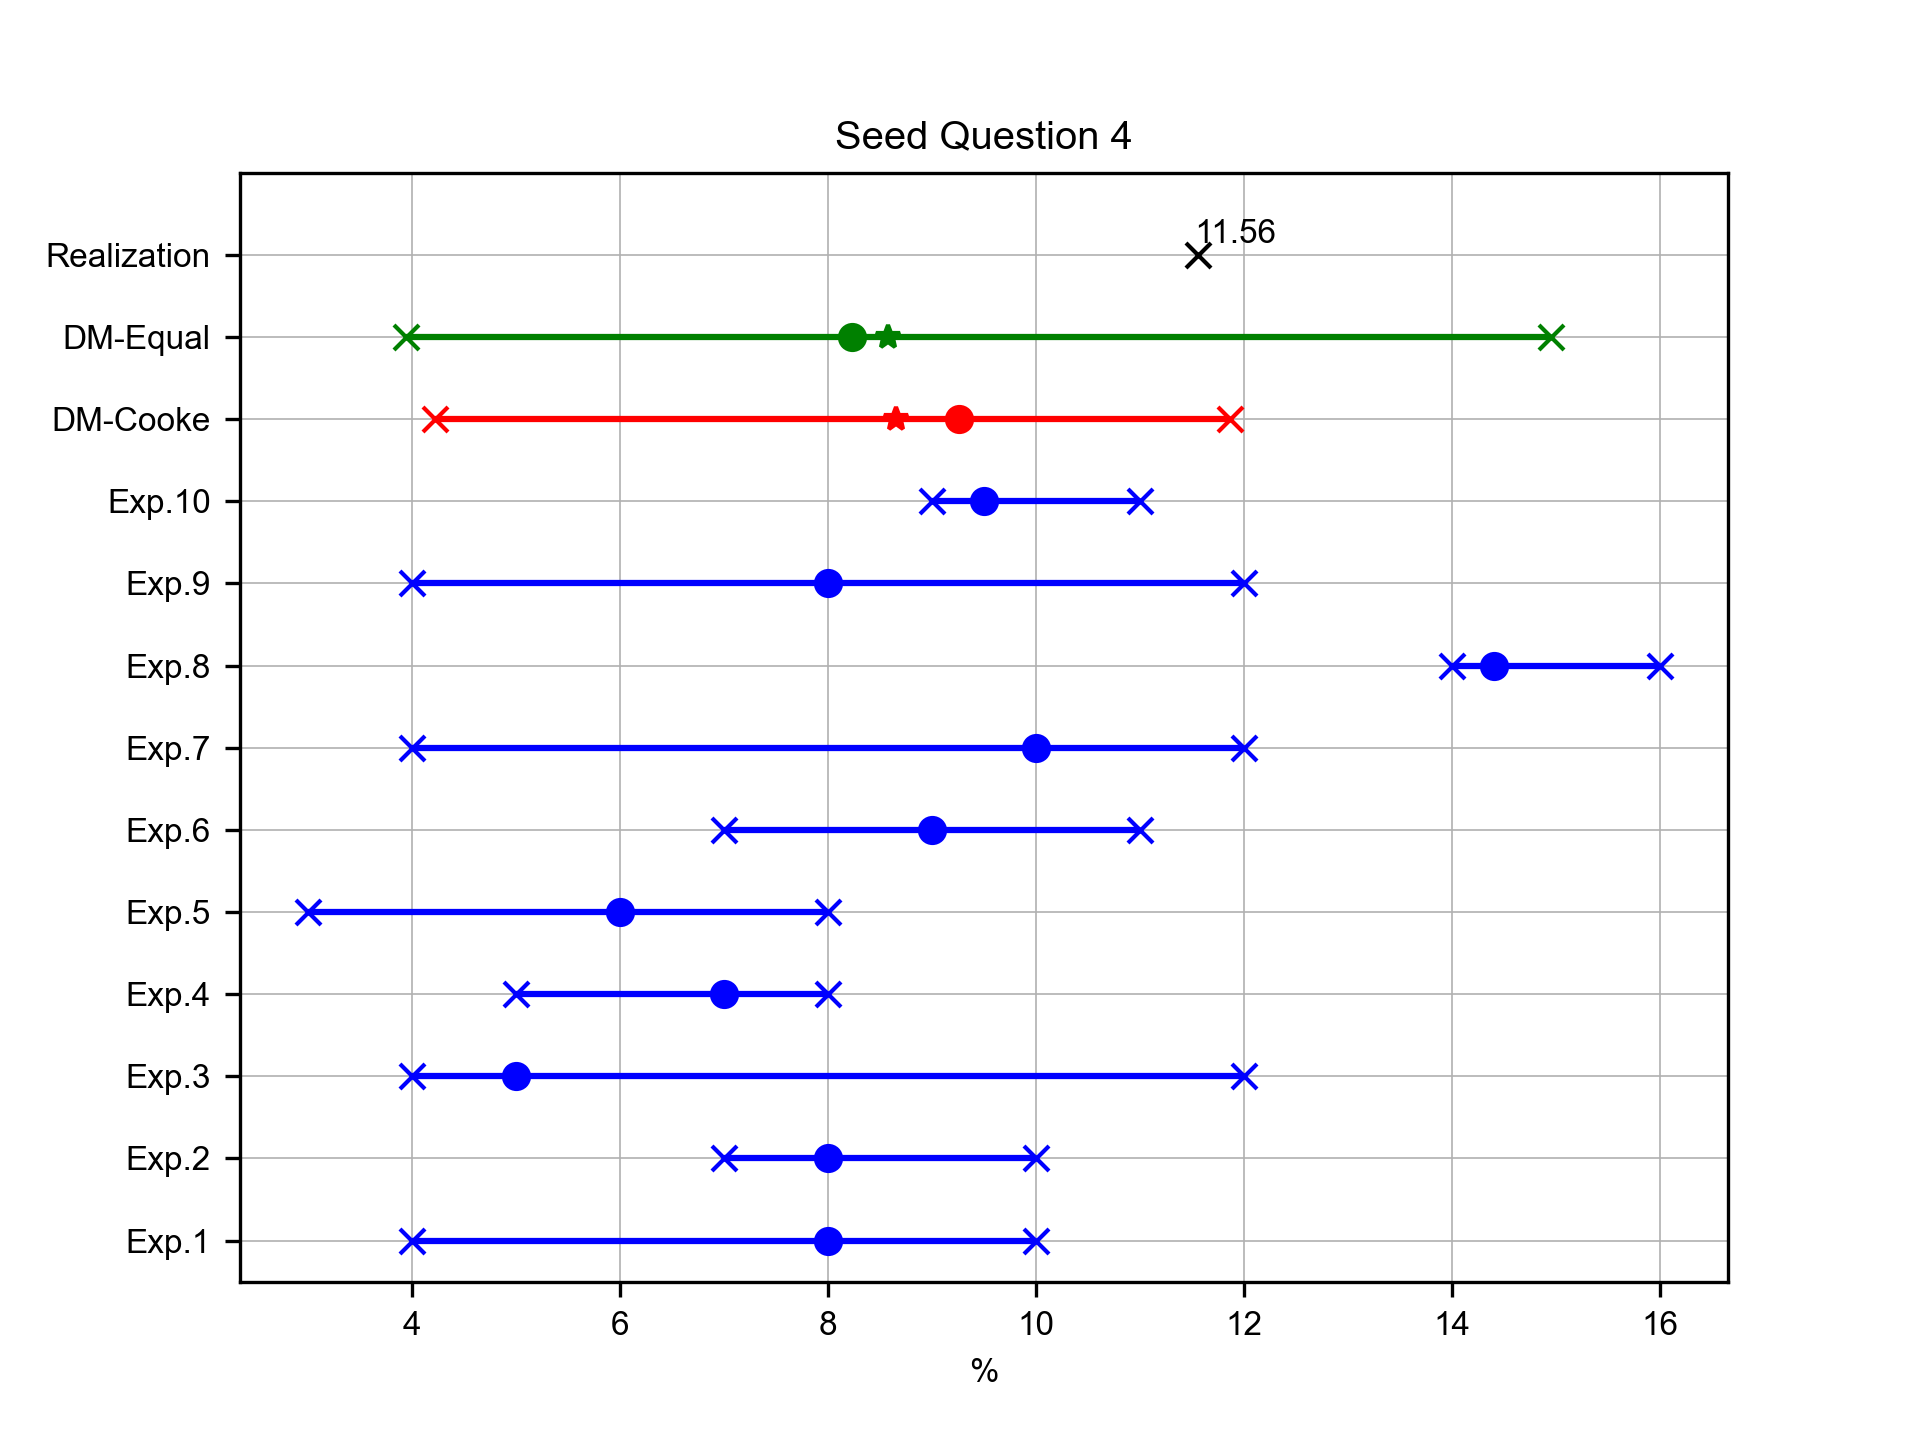 Seed Question 4
11.56
Realization
DM-Equal
DM-Cooke
Exp.10
Exp.9
Exp.8
Exp.7
Exp.6
Exp.5
Exp.4
Exp.3
Exp.2
Exp.1
4 6 8 10 12 14 16
%